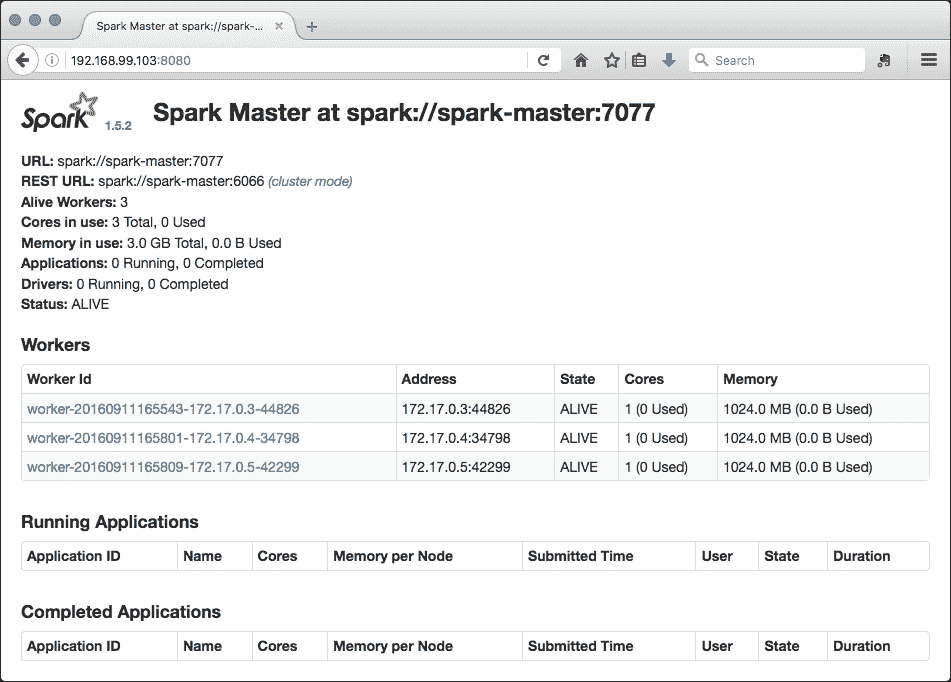 Spark Master at spark://spark-...
192.168.99.103:8080
Search
Spark 1.5.2 Spark Master at spark://spark-master:7077
URL: spark://spark-master:7077
REST URL: spark://spark-master:6066 (cluster mode)
Alive Workers: 3
Cores in use: 3 Total, 0 Used
Memory in use: 3.0 GB Total, 0.0 B Used
Applications: 0 Running, 0 Completed
Drivers: 0 Running, 0 Completed
Status: ALIVE
Workers
Worker Id Address State Cores Memory
worker-20160911165543-172.17.0.3-44826 172.17.0.3:44826 ALIVE 1 (0 Used) 1024.0 MB (0.0 B Used)
worker-20160911165801-172.17.0.4-34798 172.17.0.4:34798 ALIVE 1 (0 Used) 1024.0 MB (0.0 B Used)
worker-20160911165809-172.17.0.5-42299 172.17.0.5:42299 ALIVE 1 (0 Used) 1024.0 MB (0.0 B Used)
Running Applications
Application ID Name Cores Memory per Node Submitted Time User State Duration
Completed Applications
Application ID Name Cores Memory per Node Submitted Time User State Duration